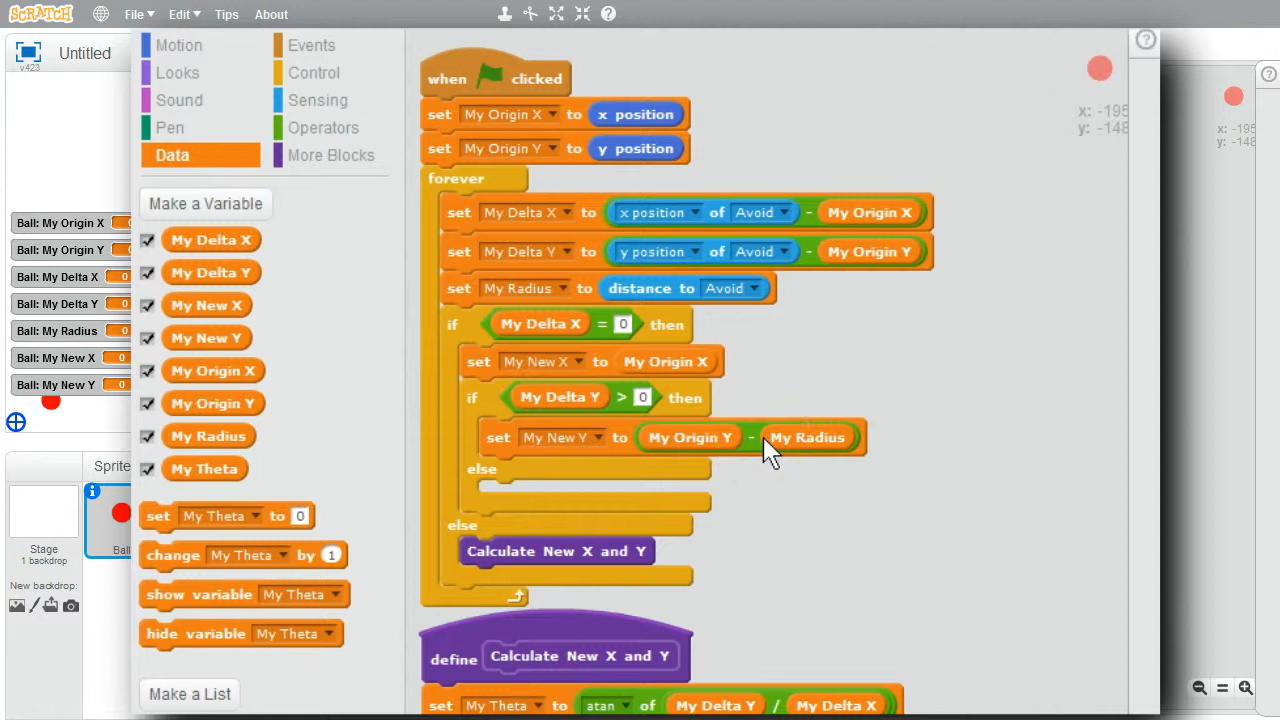 SCRATCH File Edit Tips About
Untitled
v423
Ball: My Origin X 0
Ball: My Origin Y 0
Ball: My Delta X 0
Ball: My Delta Y 0
Ball: My Radius 0
Ball: My New X 0
Ball: My New Y 0
Sprite
Stage
1 backdrop
Ball
New backdrop:
Motion Events
Looks Control
Sound Sensing
Pen Operators
Data More Blocks
Make a Variable
My Delta X
My Delta Y
My New X
My New Y
My Origin X
My Origin Y
My Radius
My Theta
set My Theta to 0
change My Theta by 1
show variable My Theta
hide variable My Theta
Make a List
when clicked
set My Origin X to x position
set My Origin Y to y position
forever
set My Delta X to x position of Avoid - My Origin X
set My Delta Y to y position of Avoid - My Origin Y
set My Radius to distance to Avoid
if My Delta X = 0 then
set My New X to My Origin X
if My Delta Y > 0 then
set My New Y to My Origin Y - My Radius
else
else
Calculate New X and Y
define Calculate New X and Y
set My Theta to atan of My Delta Y / My Delta X
x: -195
y: -148
x: -195
y: -148